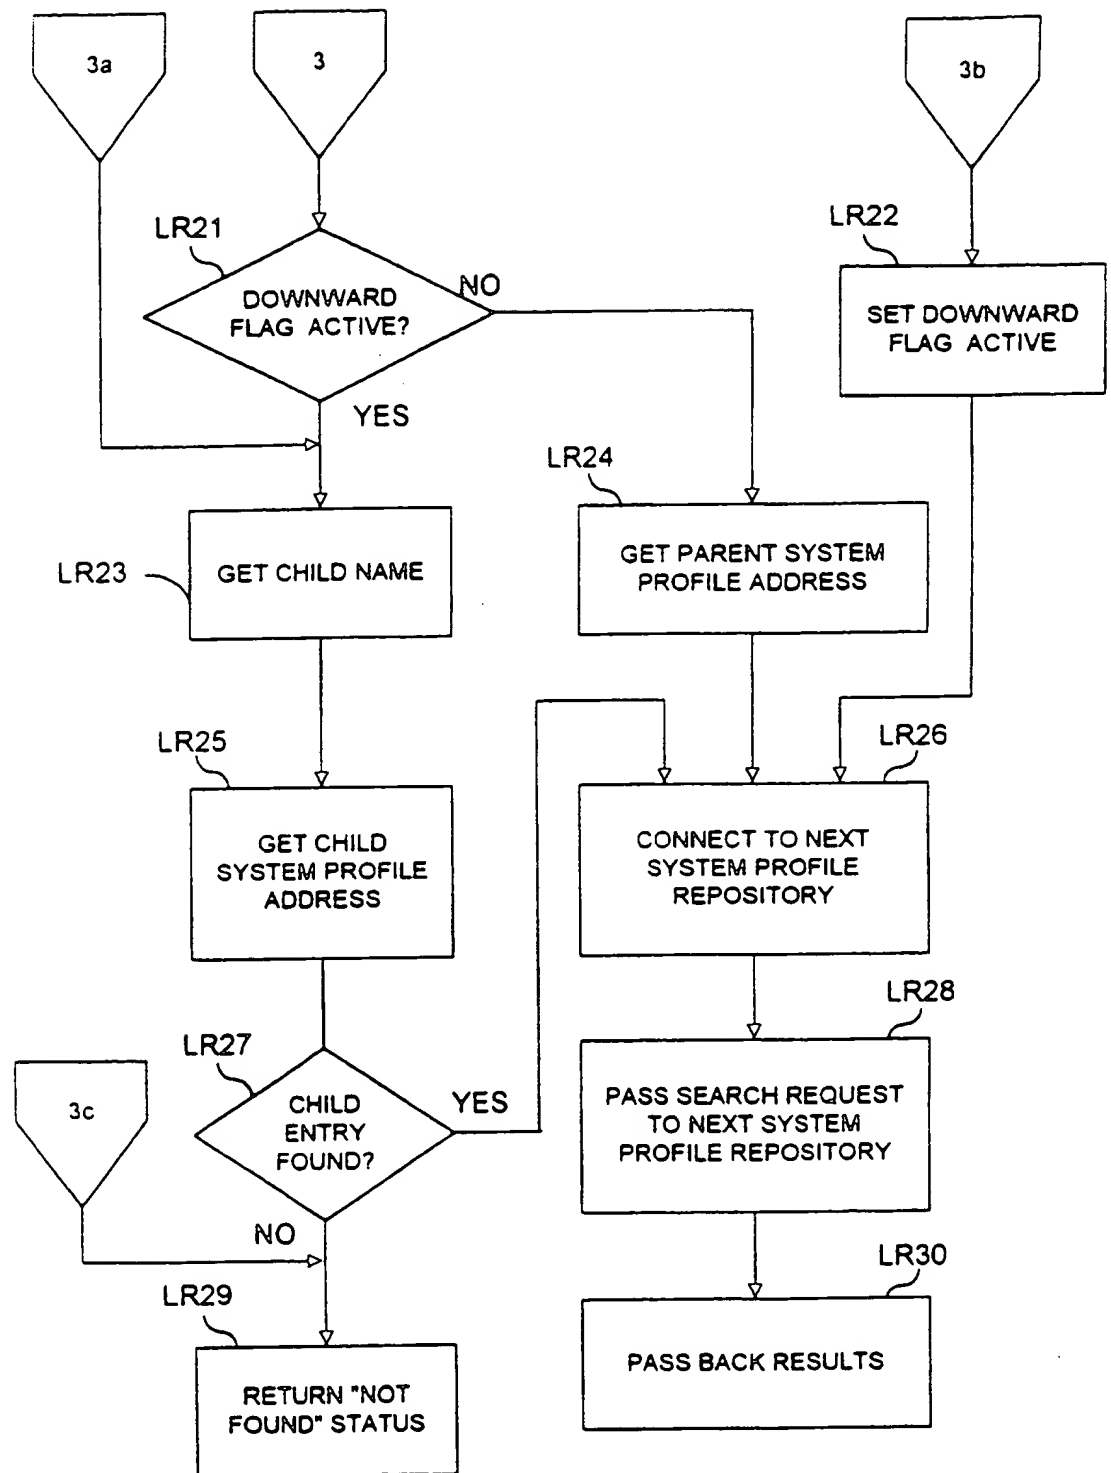 3a
3
3b
LR21
LR22
DOWNWARD
FLAG ACTIVE?
NO
SET DOWNWARD
FLAG ACTIVE
YES
LR24
LR23
GET CHILD NAME
GET PARENT SYSTEM
PROFILE ADDRESS
LR25
LR26
GET CHILD
SYSTEM PROFILE
ADDRESS
CONNECT TO NEXT
SYSTEM PROFILE
REPOSITORY
LR28
LR27
3c
CHILD
ENTRY
FOUND?
YES
PASS SEARCH REQUEST
TO NEXT SYSTEM
PROFILE REPOSITORY
NO
LR30
LR29
PASS BACK RESULTS
RETURN "NOT
FOUND" STATUS